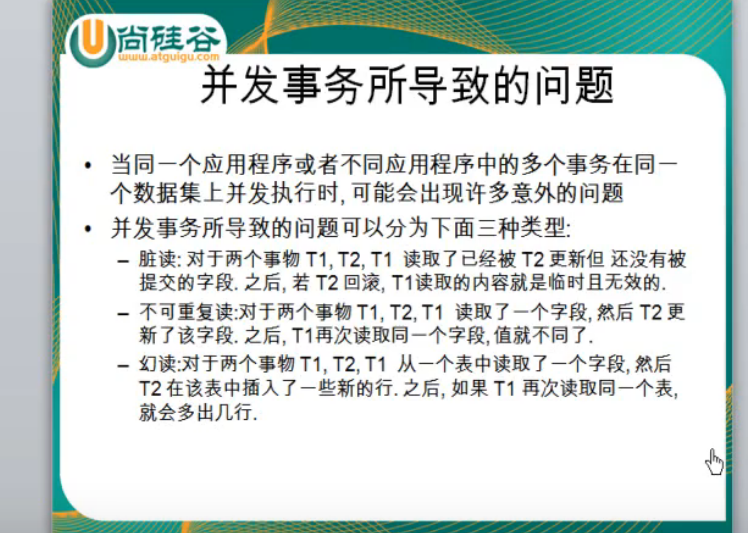 尚硅谷
www.atguigu.com
并发事务所导致的问题
• 当同一个应用程序或者不同应用程序中的多个事务在同一
个数据集上并发执行时, 可能会出现许多意外的问题
• 并发事务所导致的问题可以分为下面三种类型:
– 脏读: 对于两个事物 T1, T2, T1 读取了已经被 T2 更新但 还没有被
提交的字段. 之后, 若 T2 回滚, T1读取的内容就是临时且无效的.
– 不可重复读:对于两个事物 T1, T2, T1 读取了一个字段, 然后 T2 更
新了该字段. 之后, T1再次读取同一个字段, 值就不同了.
– 幻读:对于两个事物 T1, T2, T1 从一个表中读取了一个字段, 然后
T2 在该表中插入了一些新的行. 之后, 如果 T1 再次读取同一个表,
就会多出几行.